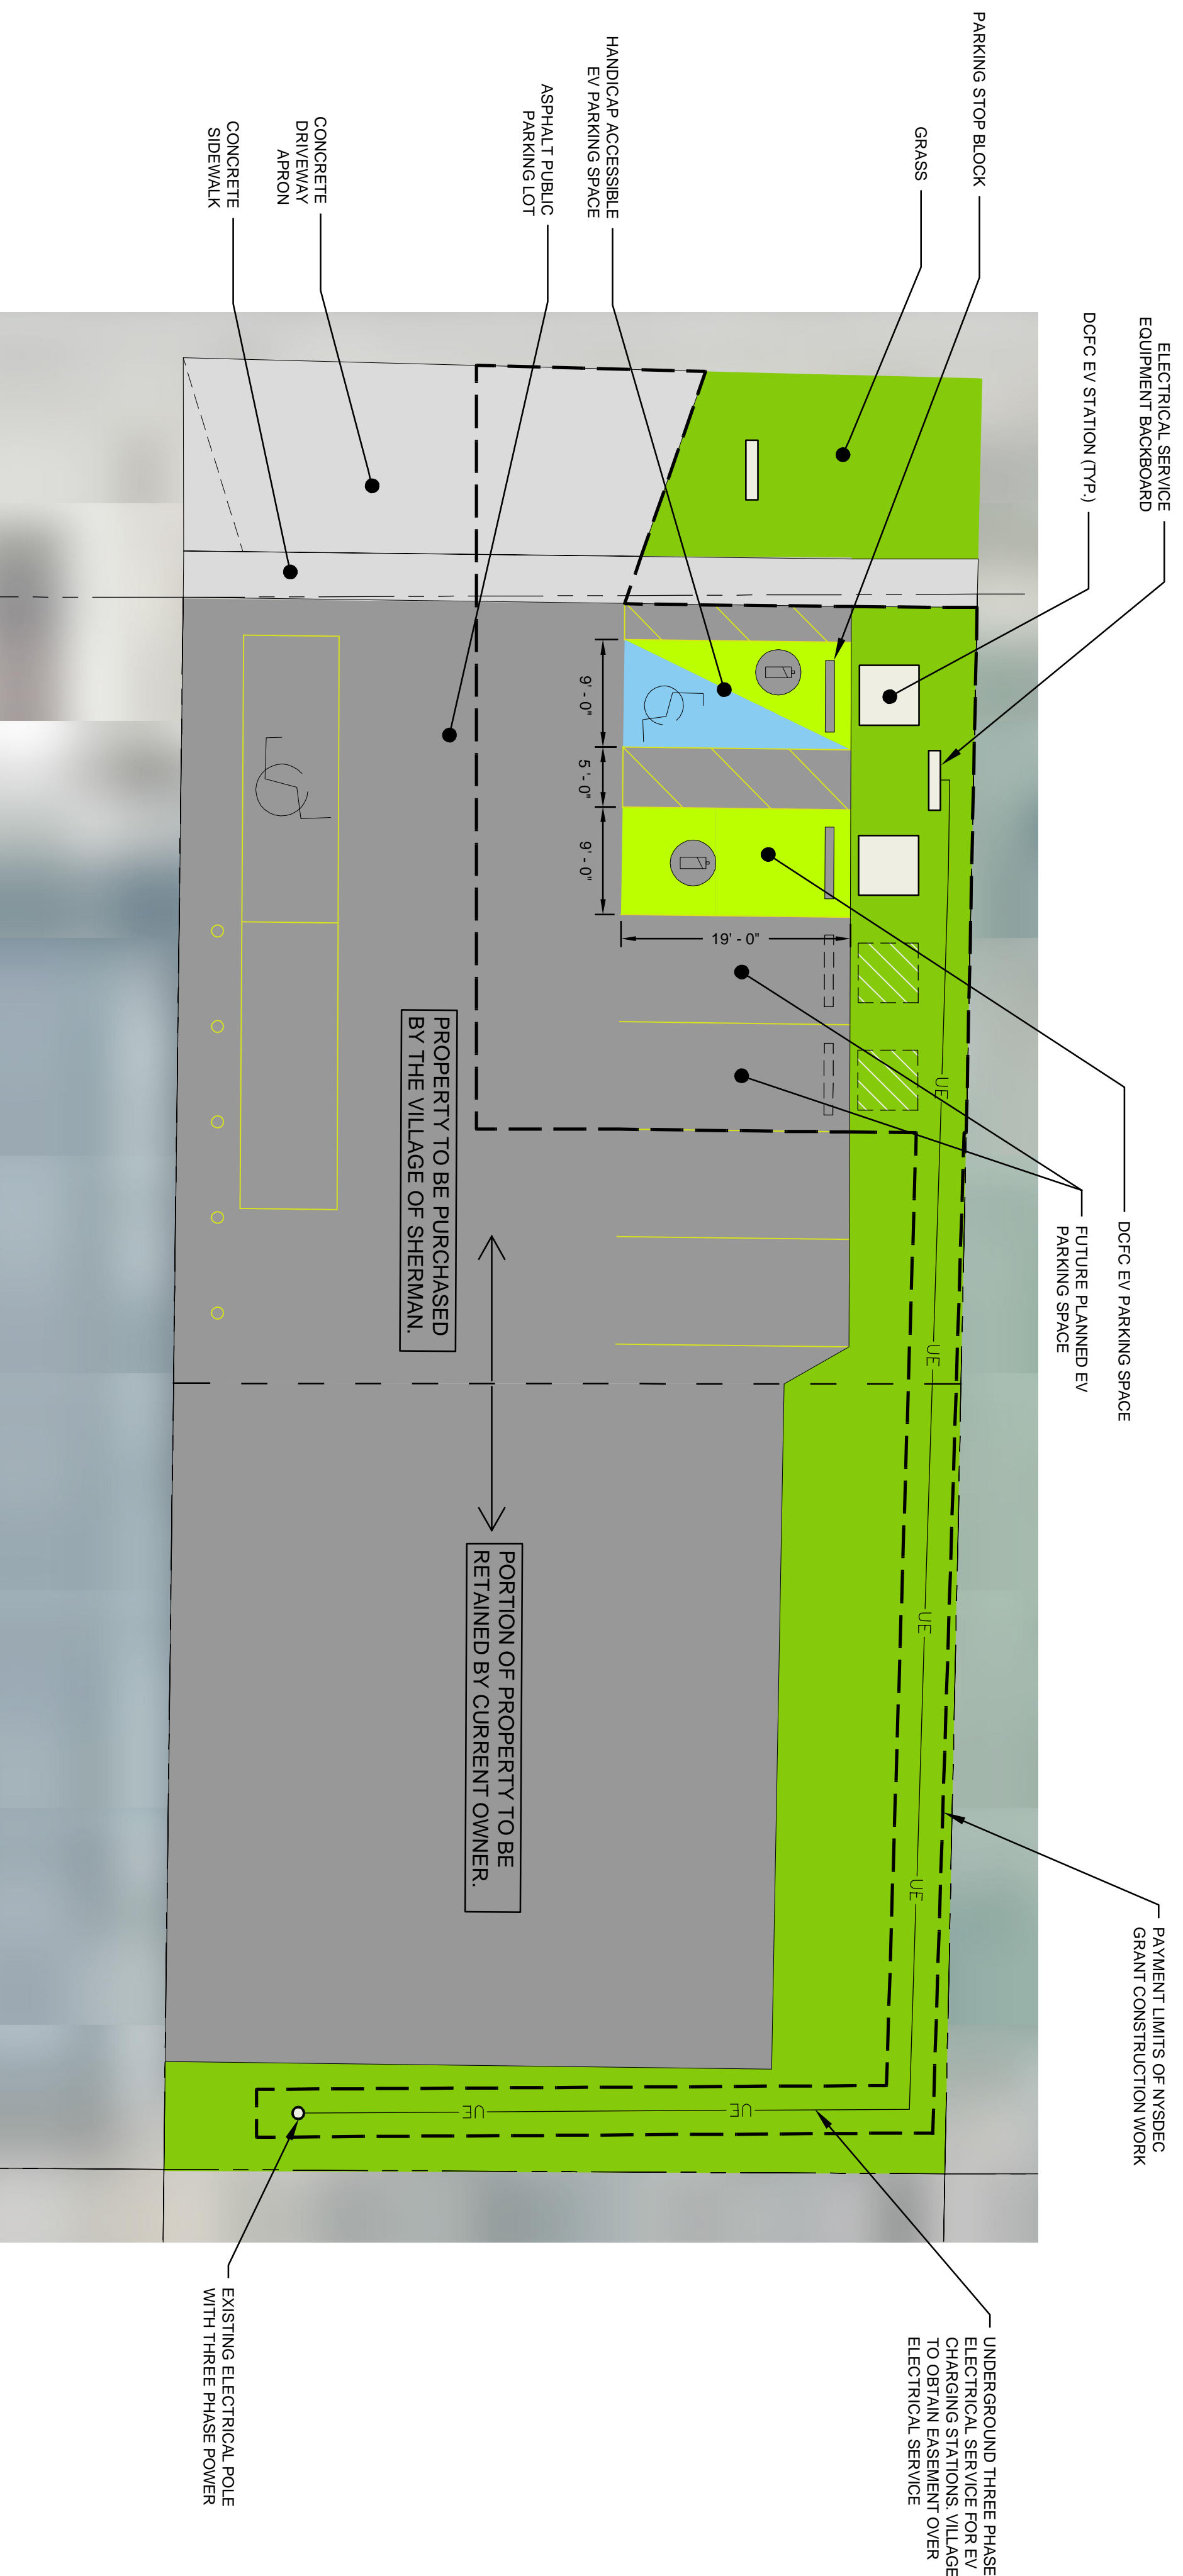 PARKING STOP BLOCK
GRASS
HANDICAP ACCESSIBLE
EV PARKING SPACE
ASPHALT PUBLIC
PARKING LOT
CONCRETE
DRIVEWAY
APRON
CONCRETE
SIDEWALK
ELECTRICAL SERVICE
EQUIPMENT BACKBOARD
DCFC EV STATION (TYP.)
9' - 0"
5' - 0"
9' - 0"
19' - 0"
DCFC EV PARKING SPACE
FUTURE PLANNED EV
PARKING SPACE
PROPERTY TO BE PURCHASED
BY THE VILLAGE OF SHERMAN.
PORTION OF PROPERTY TO BE
RETAINED BY CURRENT OWNER.
UE
UE
UE
UE
UE
UE
PAYMENT LIMITS OF NYSDEC
GRANT CONSTRUCTION WORK
UNDERGROUND THREE PHASE
ELECTRICAL SERVICE FOR EV
CHARGING STATIONS. VILLAGE
TO OBTAIN EASEMENT OVER
ELECTRICAL SERVICE
EXISTING ELECTRICAL POLE
WITH THREE PHASE POWER